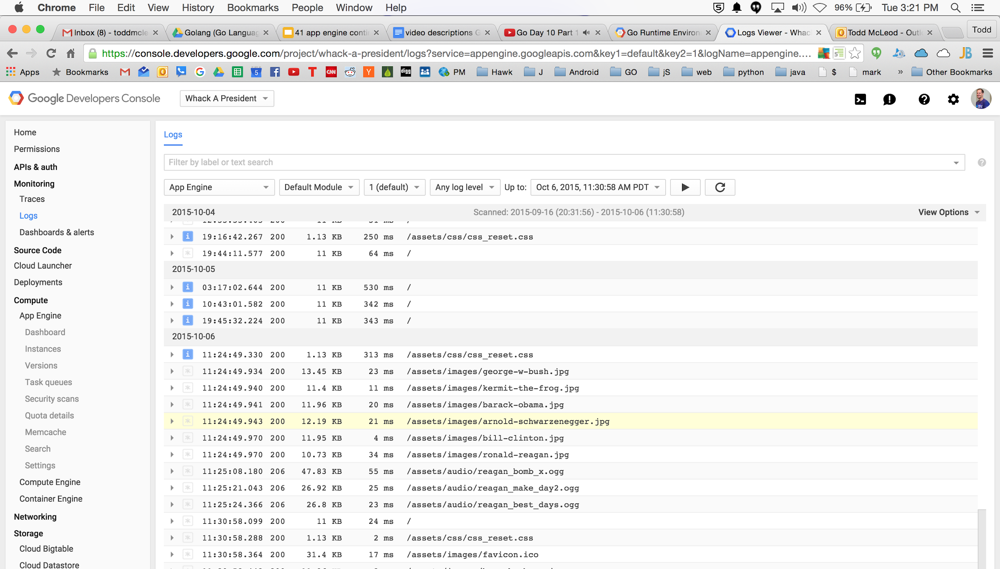 Chrome File Edit View History Bookmarks People Window Help 96% Tue 3:21 PM
Inbox (8) - toddmcle Golang (Go Languag 41 app engine conti video descriptions G Go Day 10 Part 1 Go Runtime Environ Logs Viewer - Whac Todd McLeod - Outl Todd
https://console.developers.google.com/project/whack-a-president/logs?service=appengine.googleapis.com&key1=default&key2=1&logName=appengine....
Apps Bookmarks PM Hawk J Android GO jS web python java $ mark » Other Bookmarks
Google Developers Console Whack A President
Home
Permissions
APIs & auth
Monitoring
Traces
Logs
Dashboards & alerts
Source Code
Cloud Launcher
Deployments
Compute
App Engine
Dashboard
Instances
Versions
Task queues
Security scans
Quota details
Memcache
Search
Settings
Compute Engine
Container Engine
Networking
Storage
Cloud Bigtable
Cloud Datastore
Logs
Filter by label or text search
App Engine Default Module 1 (default) Any log level Up to: Oct 6, 2015, 11:30:58 AM PDT
2015-10-04 Scanned: 2015-09-16 (20:31:56) - 2015-10-06 (11:30:58) View Options
19:16:42.267 200 1.13 KB 250 ms /assets/css/css_reset.css
19:44:11.577 200 11 KB 64 ms /
2015-10-05
03:17:02.644 200 11 KB 530 ms /
10:43:01.582 200 11 KB 342 ms /
19:45:32.224 200 11 KB 343 ms /
2015-10-06
11:24:49.330 200 1.13 KB 313 ms /assets/css/css_reset.css
11:24:49.934 200 13.45 KB 23 ms /assets/images/george-w-bush.jpg
11:24:49.940 200 11.4 KB 11 ms /assets/images/kermit-the-frog.jpg
11:24:49.941 200 11.96 KB 20 ms /assets/images/barack-obama.jpg
11:24:49.943 200 12.19 KB 21 ms /assets/images/arnold-schwarzenegger.jpg
11:24:49.970 200 11.95 KB 4 ms /assets/images/bill-clinton.jpg
11:24:49.970 200 10.73 KB 34 ms /assets/images/ronald-reagan.jpg
11:25:08.180 206 47.83 KB 55 ms /assets/audio/reagan_bomb_x.ogg
11:25:21.043 206 26.92 KB 25 ms /assets/audio/reagan_make_day2.ogg
11:25:24.366 206 26.8 KB 23 ms /assets/audio/reagan_best_days.ogg
11:30:58.099 200 11 KB 24 ms /
11:30:58.288 200 1.13 KB 2 ms /assets/css/css_reset.css
11:30:58.364 200 31.4 KB 17 ms /assets/images/favicon.ico